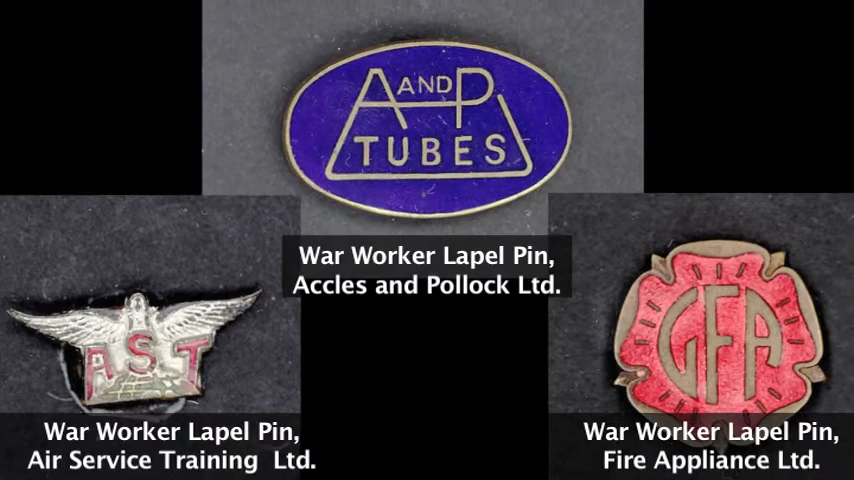 A AND P
TUBES
War Worker Lapel Pin,
Accles and Pollock Ltd.
AST
War Worker Lapel Pin,
Air Service Training Ltd.
GFA
War Worker Lapel Pin,
Fire Appliance Ltd.